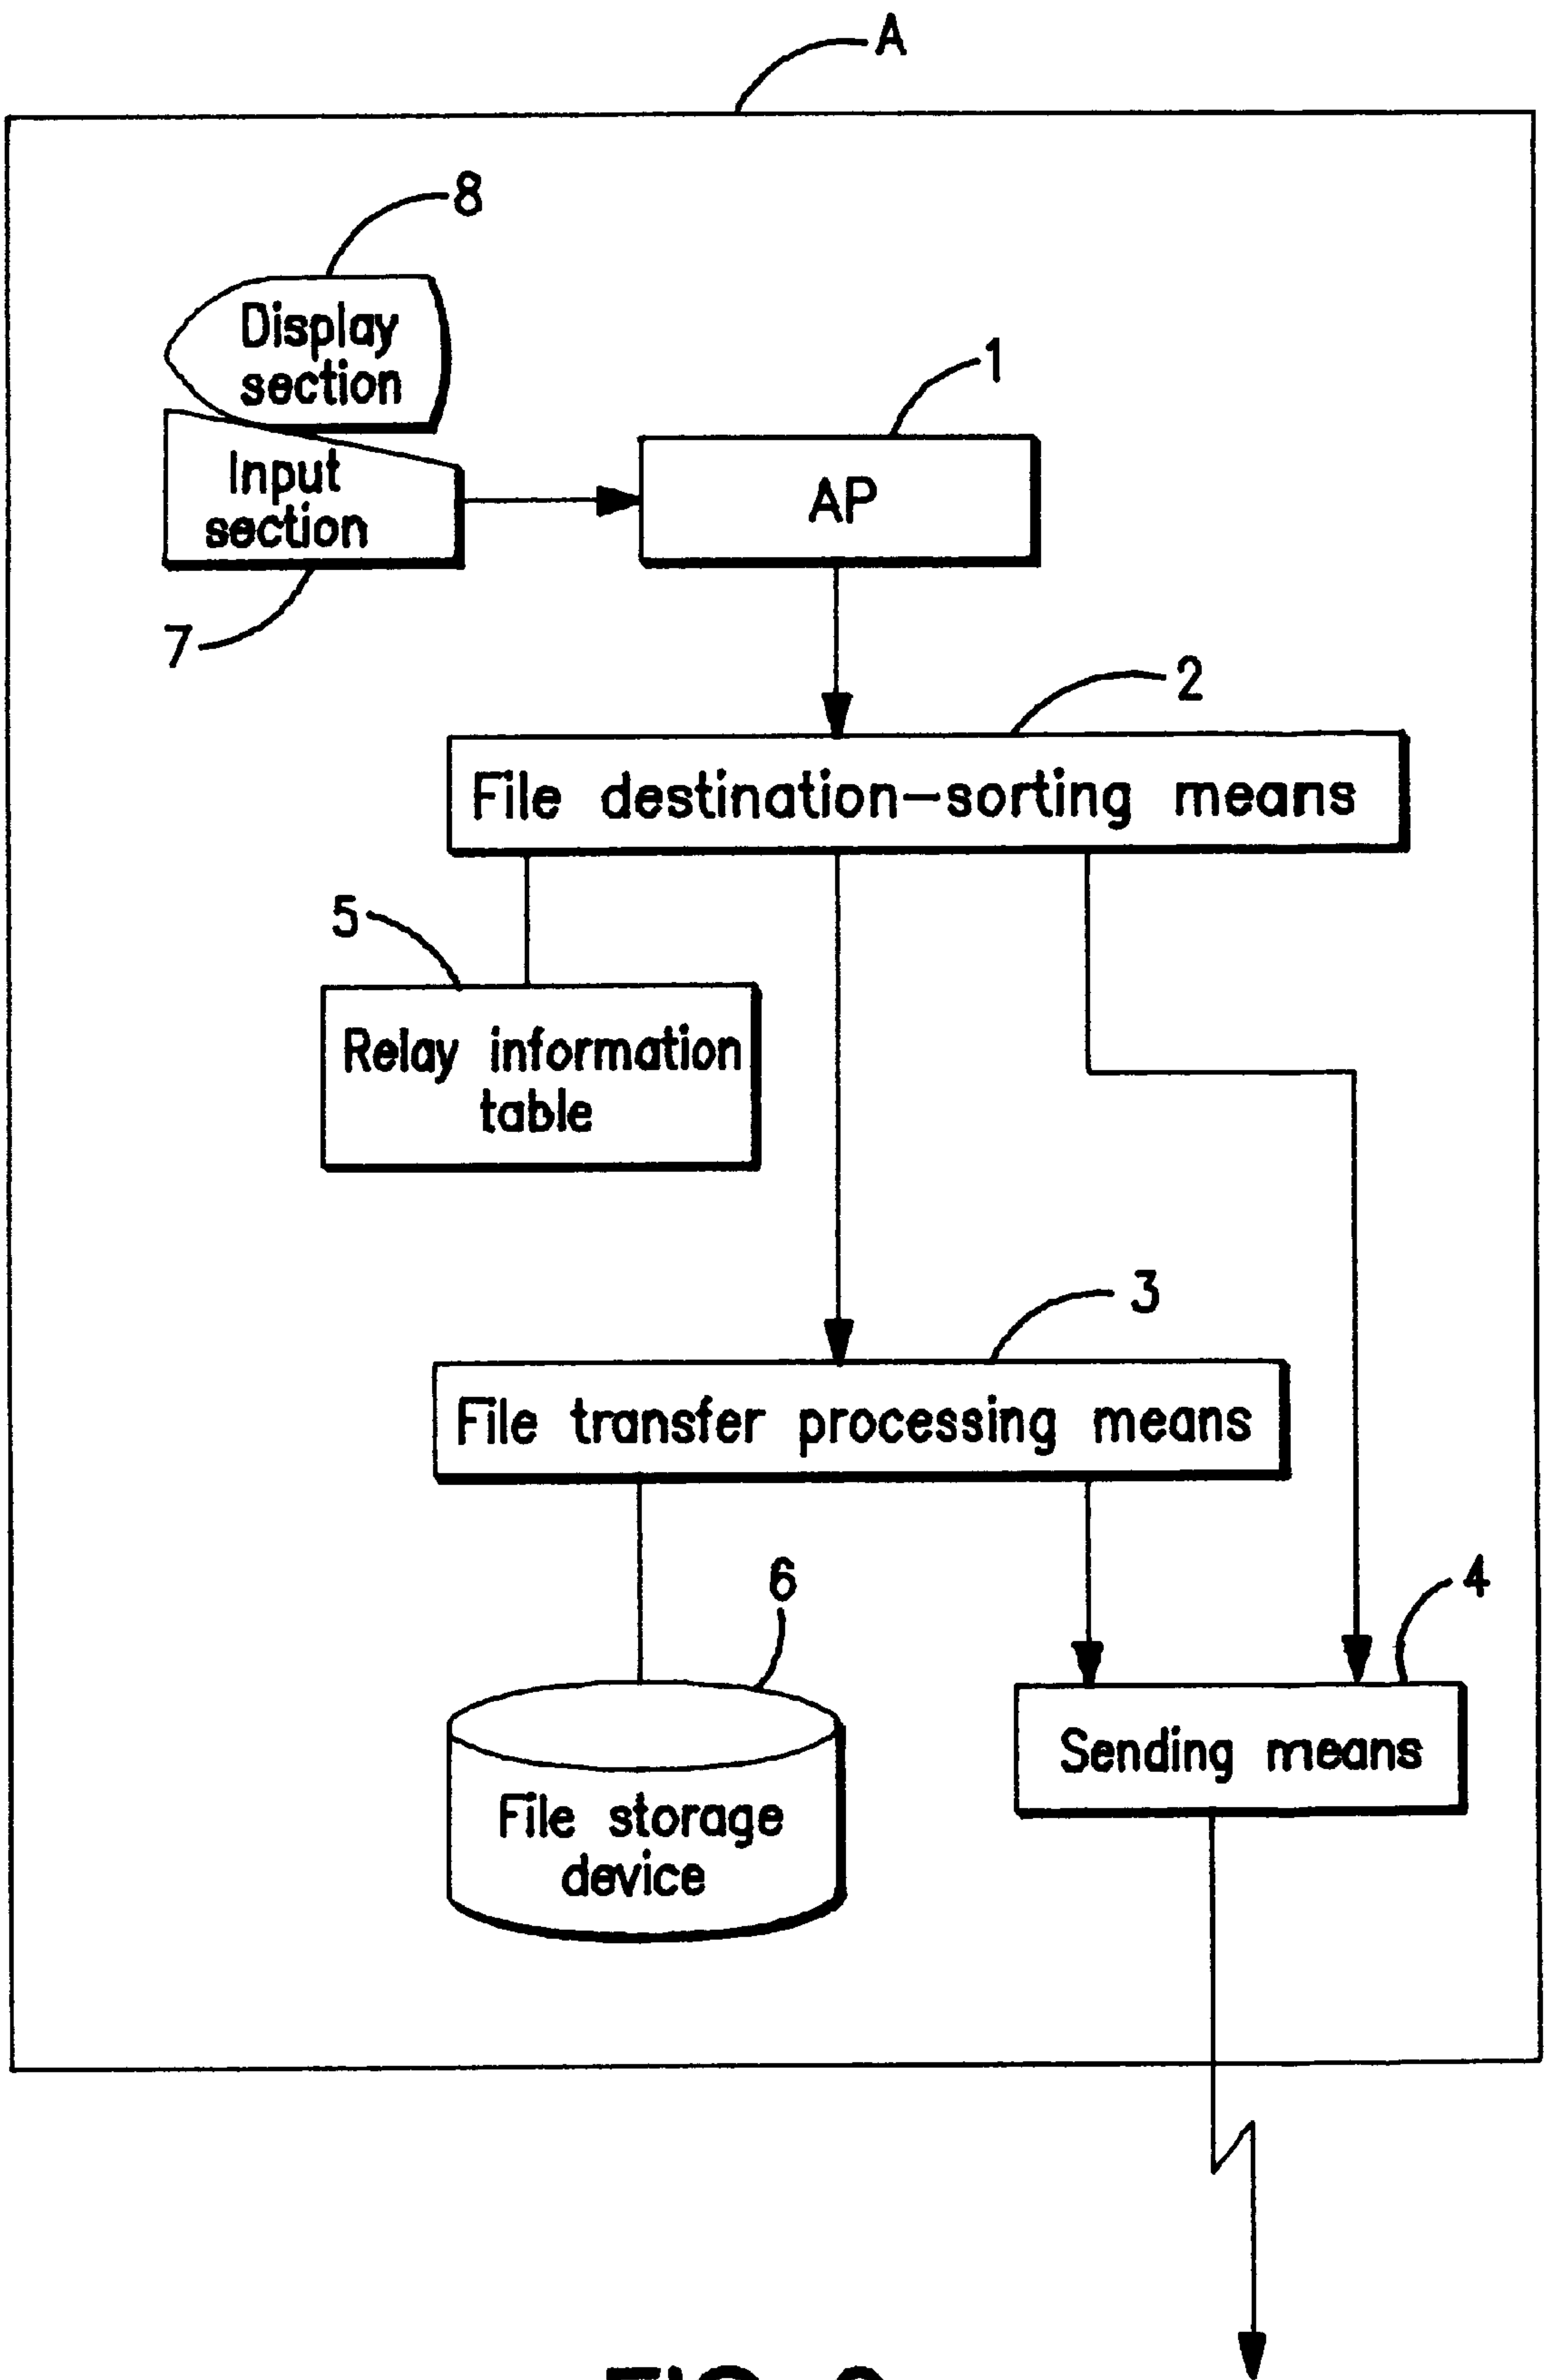 A
8
Display
section
1
AP
Input
section
7
2
File destination-sorting means
5
Relay information
table
3
File transfer processing means
6
4
Sending means
File storage
device